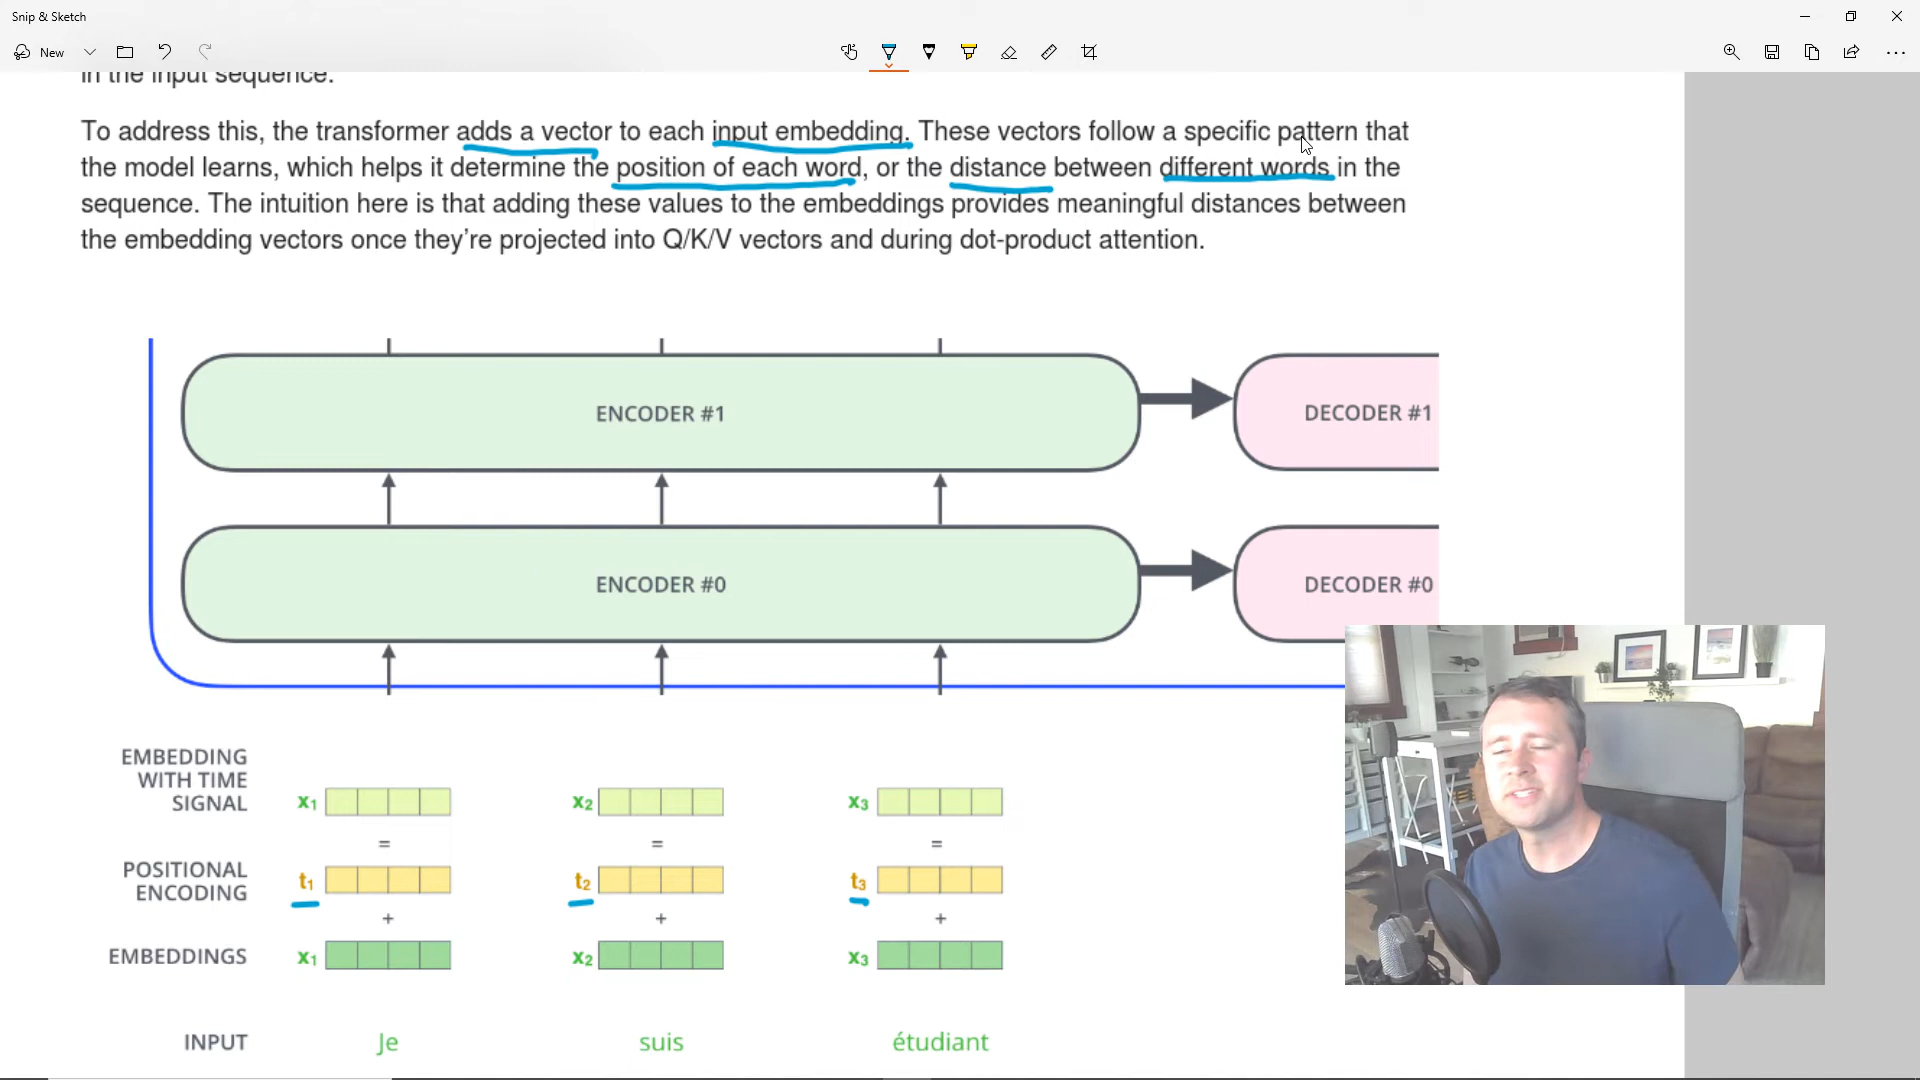 Snip & Sketch
New
in the input sequence.
To address this, the transformer adds a vector to each input embedding. These vectors follow a specific pattern that
the model learns, which helps it determine the position of each word, or the distance between different words in the
sequence. The intuition here is that adding these values to the embeddings provides meaningful distances between
the embedding vectors once they’re projected into Q/K/V vectors and during dot-product attention.
ENCODER #1
DECODER #1
ENCODER #0
DECODER #0
EMBEDDING
WITH TIME
SIGNAL
x1
x2
x3
=
=
=
POSITIONAL
ENCODING
t1
t2
t3
+
+
+
EMBEDDINGS
x1
x2
x3
INPUT
Je
suis
étudiant